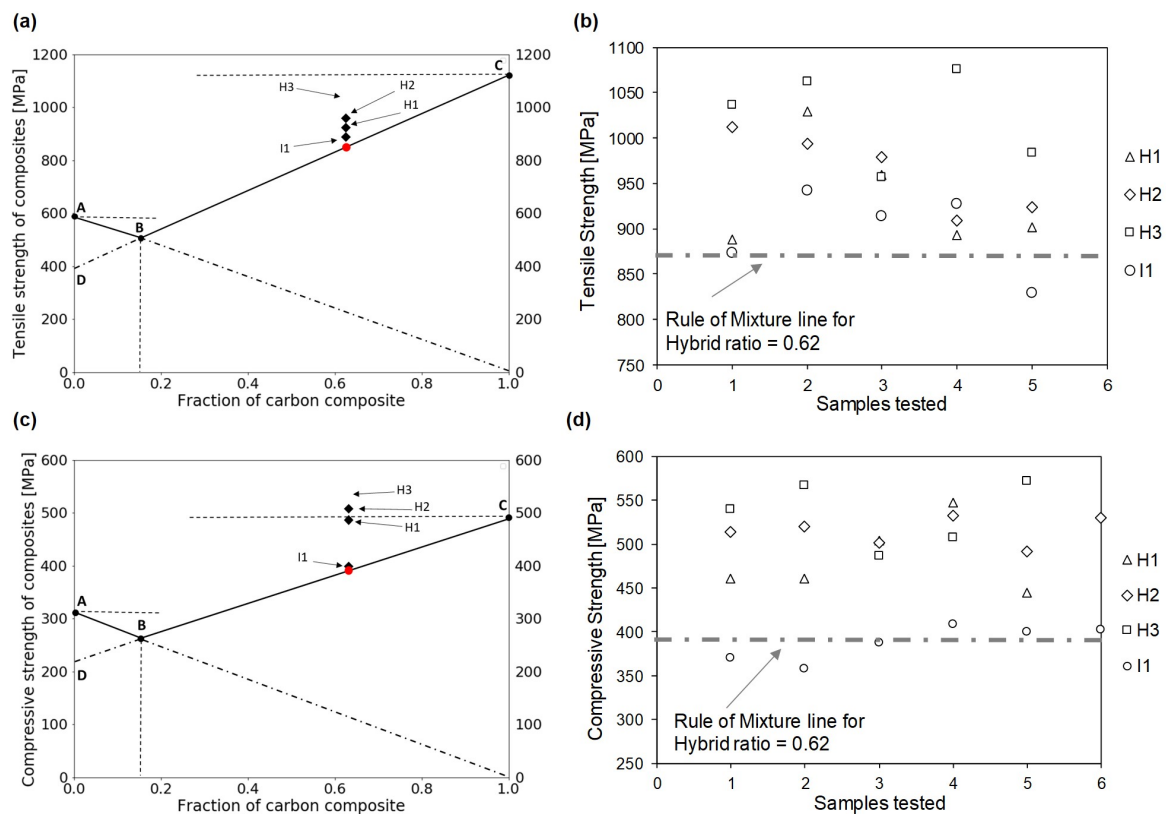 (a)
Tensile strength of composites [MPa]
1200
1000
800
600
400
200
0
A
B
C
D
H3
H2
H1
I1
1200
1000
800
600
400
200
0
0.0 0.2 0.4 0.6 0.8 1.0
Fraction of carbon composite
(b)
Tensile Strength [MPa]
1100
1050
1000
950
900
850
800
750
Rule of Mixture line for
Hybrid ratio = 0.62
0 1 2 3 4 5 6
Samples tested
H1
H2
H3
I1
(c)
Compressive strength of composites [MPa]
600
500
400
300
200
100
0
A
B
C
D
H3
H2
H1
I1
600
500
400
300
200
100
0
0.0 0.2 0.4 0.6 0.8 1.0
Fraction of carbon composite
(d)
Compressive Strength [MPa]
600
550
500
450
400
350
300
250
Rule of Mixture line for
Hybrid ratio = 0.62
0 1 2 3 4 5 6
Samples tested
H1
H2
H3
I1